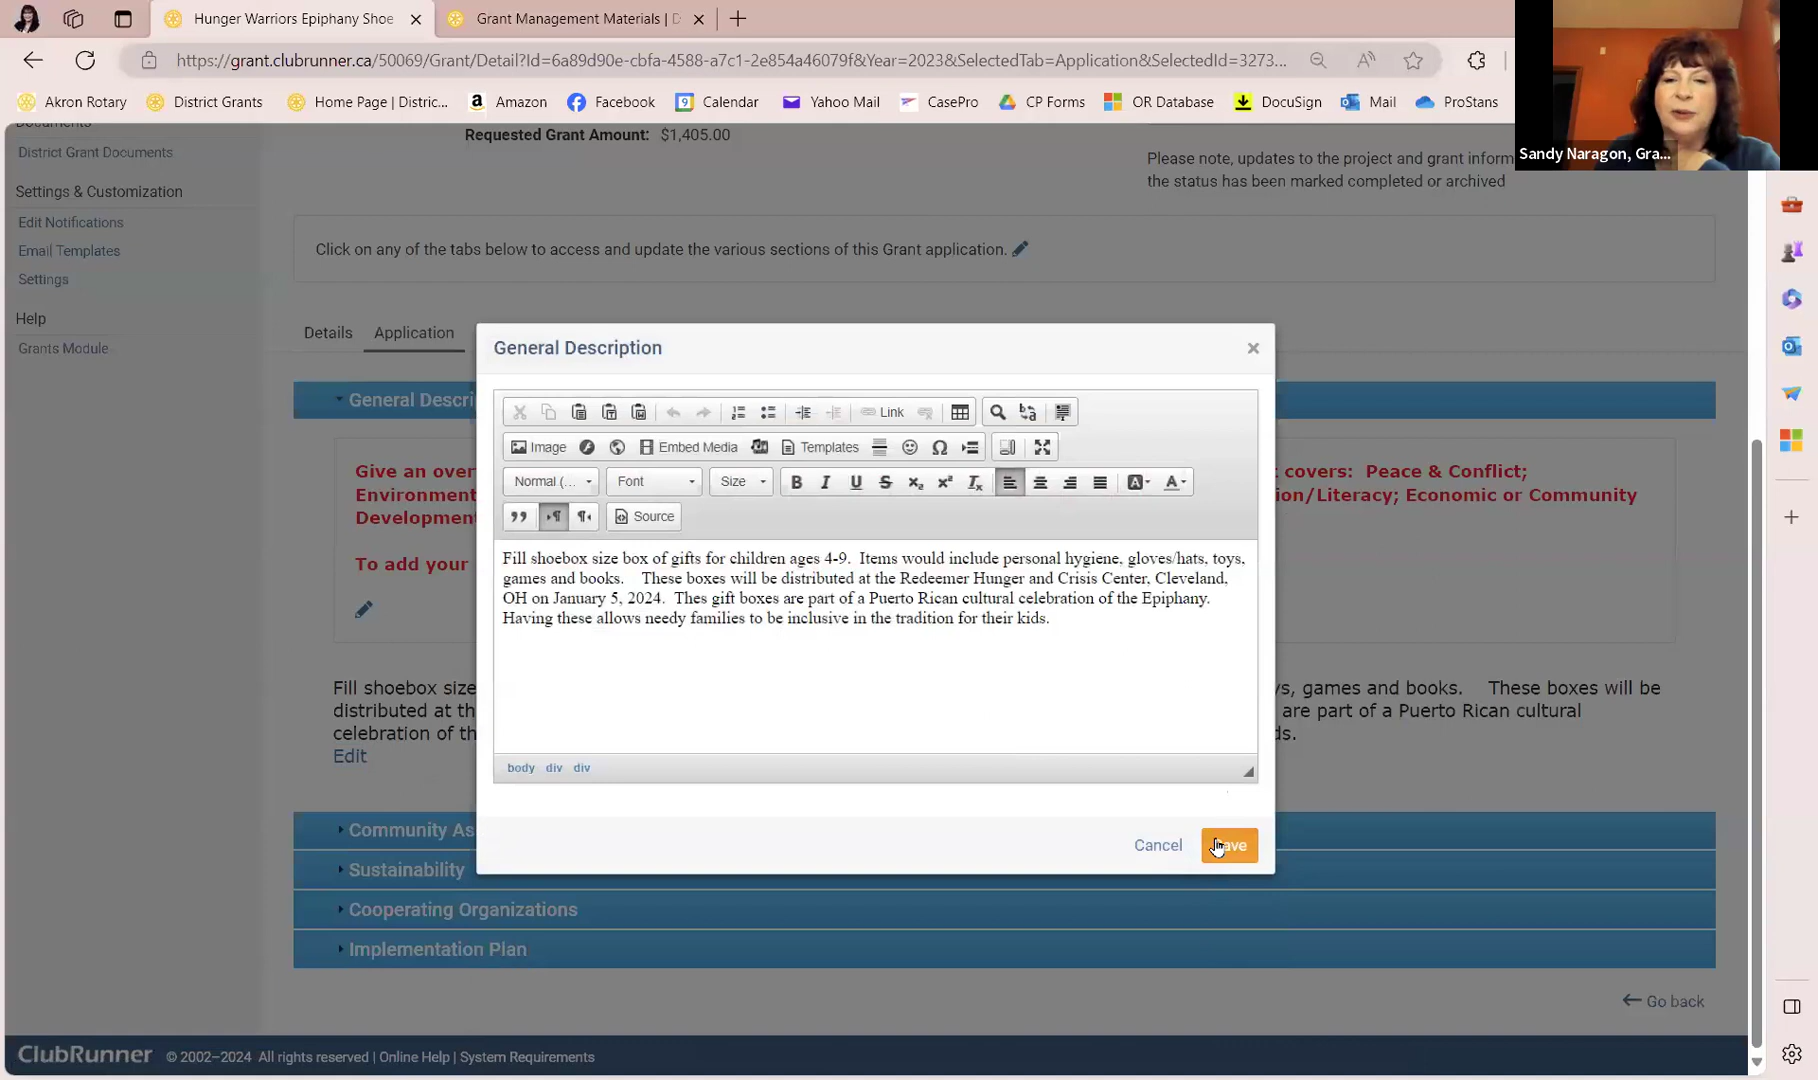 Hunger Warriors Epiphany Shoe
Grant Management Materials | D
https://grant.clubrunner.ca/50069/Grant/Detail?Id=6a89d90e-cbfa-4588-a7c1-2e854a46079f&Year=2023&SelectedTab=Application&SelectedId=3273...
Akron Rotary
District Grants
Home Page | Distric...
Amazon
Facebook
Calendar
Yahoo Mail
CasePro
CP Forms
OR Database
DocuSign
Mail
ProStans
Sandy Naragon, Gra...
Documents
District Grant Documents
Settings & Customization
Edit Notifications
Email Templates
Settings
Help
Grants Module
Requested Grant Amount: $1,405.00
Please note, updates to the project and grant inform
the status has been marked completed or archived
Click on any of the tabs below to access and update the various sections of this Grant application.
Details
Application
General Descri
Give an over
Environment
Developmen
covers: Peace & Conflict;
ion/Literacy; Economic or Community
To add your
General Description
Link
Image
Embed Media
Templates
Normal (...
Font
Size
Source
Fill shoebox size box of gifts for children ages 4-9. Items would include personal hygiene, gloves/hats, toys,
games and books. These boxes will be distributed at the Redeemer Hunger and Crisis Center, Cleveland,
OH on January 5, 2024. Thes gift boxes are part of a Puerto Rican cultural celebration of the Epiphany.
Having these allows needy families to be inclusive in the tradition for their kids.
body div div
Cancel
Fill shoebox size
ys, games and books. These boxes will be
distributed at th
are part of a Puerto Rican cultural
celebration of the
ds.
Edit
Community As
Sustainability
Cooperating Organizations
Implementation Plan
Go back
ClubRunner © 2002–2024 All rights reserved | Online Help | System Requirements